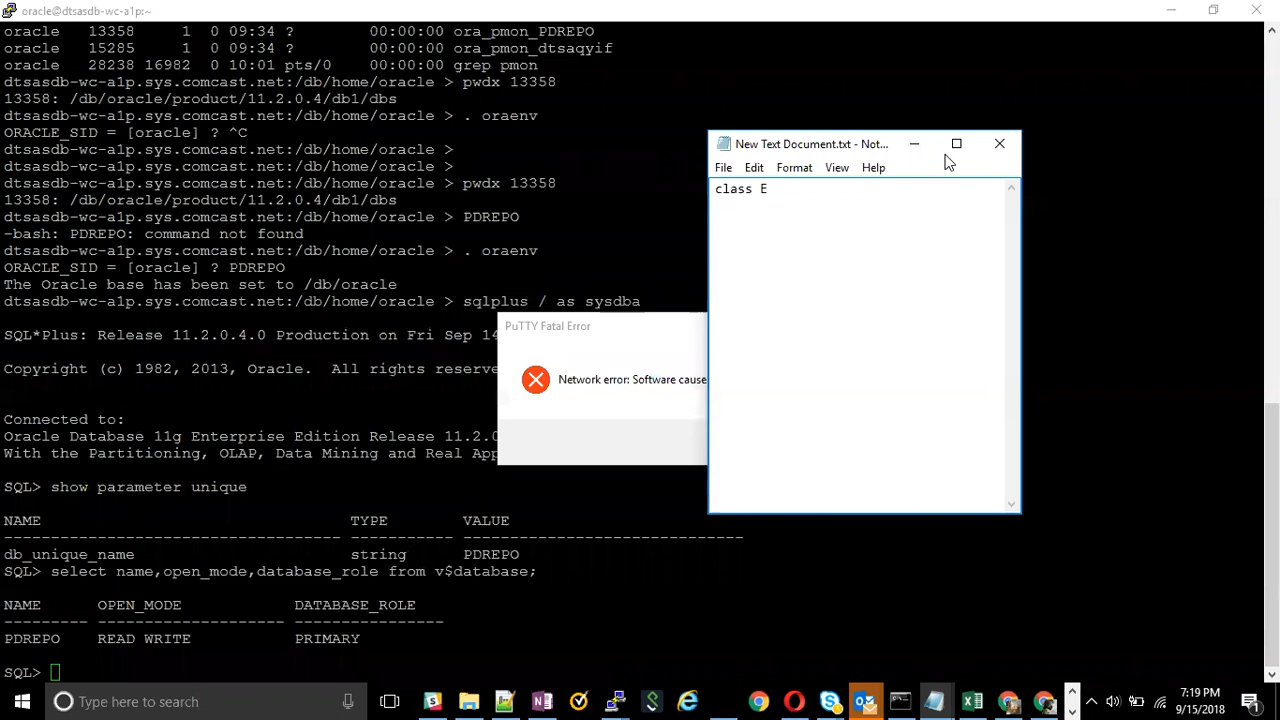 oracle@dtsasdb-wc-a1p:~
oracle   13358     1  0 09:34 ?        00:00:00 ora_pmon_PDREPO
oracle   15285     1  0 09:34 ?        00:00:00 ora_pmon_dtsaqyif
oracle   28238 16982  0 10:01 pts/0    00:00:00 grep pmon
dtsasdb-wc-a1p.sys.comcast.net:/db/home/oracle > pwdx 13358
13358: /db/oracle/product/11.2.0.4/db1/dbs
dtsasdb-wc-a1p.sys.comcast.net:/db/home/oracle > . oraenv
ORACLE_SID = [oracle] ? ^C
dtsasdb-wc-a1p.sys.comcast.net:/db/home/oracle >
dtsasdb-wc-a1p.sys.comcast.net:/db/home/oracle >
dtsasdb-wc-a1p.sys.comcast.net:/db/home/oracle > pwdx 13358
13358: /db/oracle/product/11.2.0.4/db1/dbs
dtsasdb-wc-a1p.sys.comcast.net:/db/home/oracle > PDREPO
-bash: PDREPO: command not found
dtsasdb-wc-a1p.sys.comcast.net:/db/home/oracle > . oraenv
ORACLE_SID = [oracle] ? PDREPO
The Oracle base has been set to /db/oracle
dtsasdb-wc-a1p.sys.comcast.net:/db/home/oracle > sqlplus / as sysdba
SQL*Plus: Release 11.2.0.4.0 Production on Fri Sep 14
Copyright (c) 1982, 2013, Oracle.  All rights reserve
Connected to:
Oracle Database 11g Enterprise Edition Release 11.2.0
With the Partitioning, OLAP, Data Mining and Real App
SQL> show parameter unique
NAME                                 TYPE        VALUE
------------------------------------ ----------- ------------------------------
db_unique_name                       string      PDREPO
SQL> select name,open_mode,database_role from v$database;
NAME      OPEN_MODE            DATABASE_ROLE
--------- -------------------- ----------------
PDREPO    READ WRITE           PRIMARY
SQL>
PuTTY Fatal Error
Network error: Software cause
New Text Document.txt - Not...
File Edit Format View Help
class E
Type here to search
7:19 PM
9/15/2018